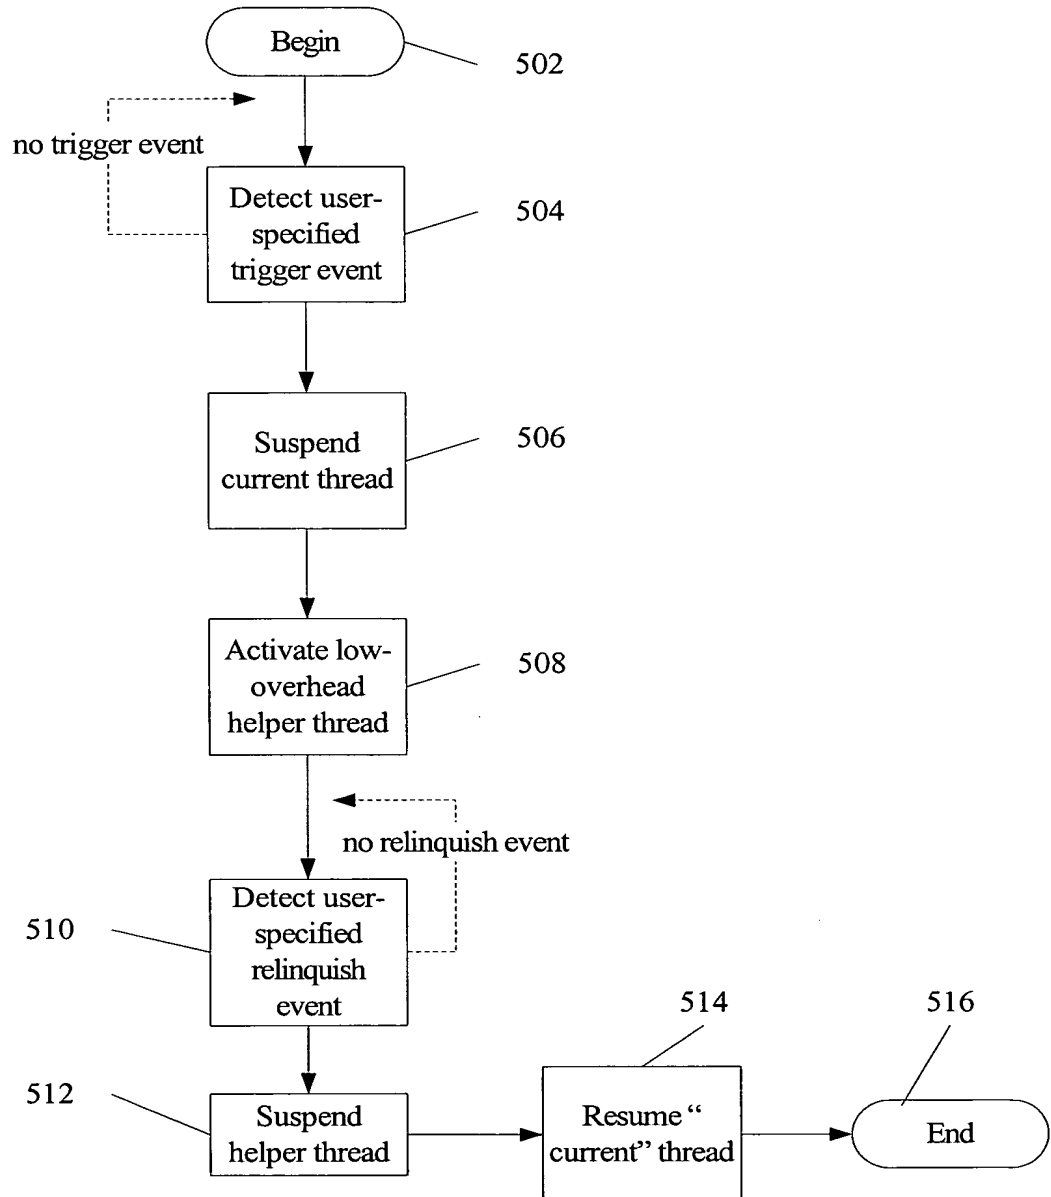 Begin
502
no trigger event
Detect user-
specified
trigger event
504
Suspend
current thread
506
Activate low-
overhead
helper thread
508
no relinquish event
Detect user-
specified
relinquish
event
510
512
Suspend
helper thread
514
Resume “
current” thread
516
End